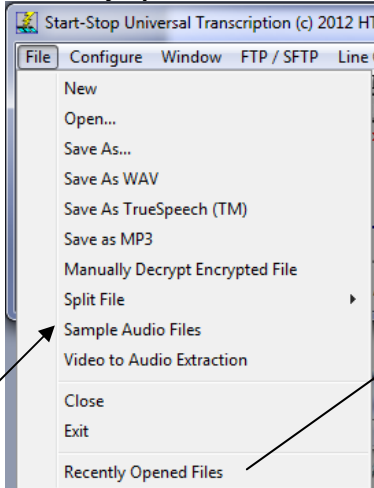 Start-Stop Universal Transcription (c) 2012 HT
File Configure Window FTP / SFTP Line
New
Open...
Save As...
Save As WAV
Save As TrueSpeech (TM)
Save as MP3
Manually Decrypt Encrypted File
Split File
Sample Audio Files
Video to Audio Extraction
Close
Exit
Recently Opened Files